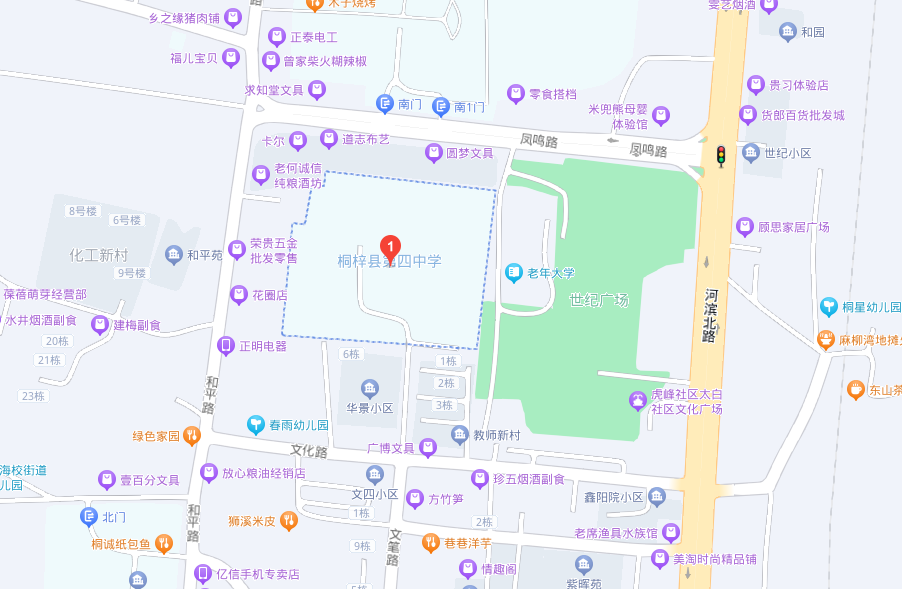 木子烧烤
雯艺烟酒
乡之缘猪肉铺
正泰电工
和园
福儿宝贝
曾家柴火糊辣椒
求知堂文具
南门
南1门
零食搭档
贵习体验店
米兜熊母婴
体验馆
货郎百货批发城
卡尔
道志布艺
圆梦文具
凤鸣路
凤鸣路
世纪小区
老何诚信
纯粮酒坊
8号楼
6号楼
化工新村
和平苑
9号楼
荣贵五金
批发零售
1
桐梓县第四中学
老年大学
世纪广场
顾思家居广场
葆蓓萌芽经营部
花圈店
河滨北路
桐星幼儿园
水井烟酒副食
建梅副食
20栋
21栋
23栋
正明电器
6栋
1栋
2栋
3栋
麻柳湾地摊
和平路
华景小区
虎峰社区太白
社区文化广场
东山茶
春雨幼儿园
绿色家园
文化路
广博文具
教师新村
海校街道
儿园
壹百分文具
放心粮油经销店
文四小区
珍五烟酒副食
鑫阳院小区
方竹笋
1栋
北门
和平路
狮溪米皮
2栋
老席渔具水族馆
文笔路
桐诚纸包鱼
9栋
巷巷洋芋
美淘时尚精品铺
亿信手机专卖店
情趣阁
紫晖苑